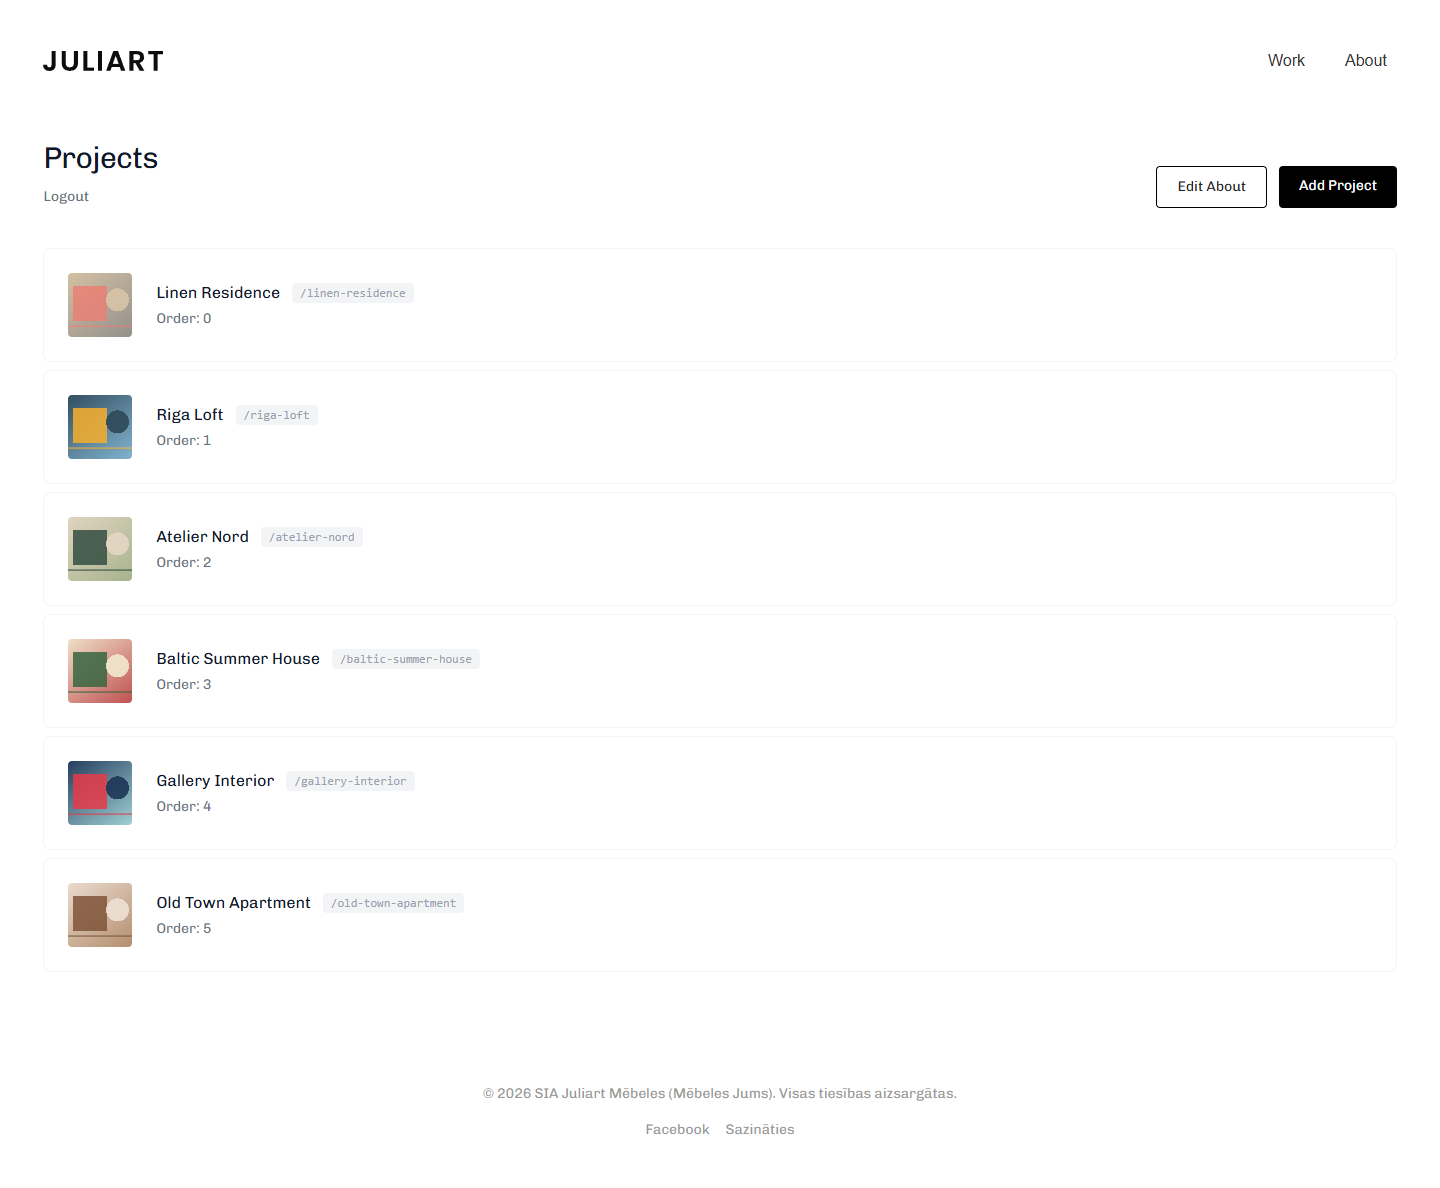 JULIART
Work About
Projects
Logout
Edit About
Add Project
Linen Residence /linen-residence
Order: 0
Riga Loft /riga-loft
Order: 1
Atelier Nord /atelier-nord
Order: 2
Baltic Summer House /baltic-summer-house
Order: 3
Gallery Interior /gallery-interior
Order: 4
Old Town Apartment /old-town-apartment
Order: 5
© 2026 SIA Juliart Mēbeles (Mēbeles Jums). Visas tiesības aizsargātas.
Facebook Sazināties